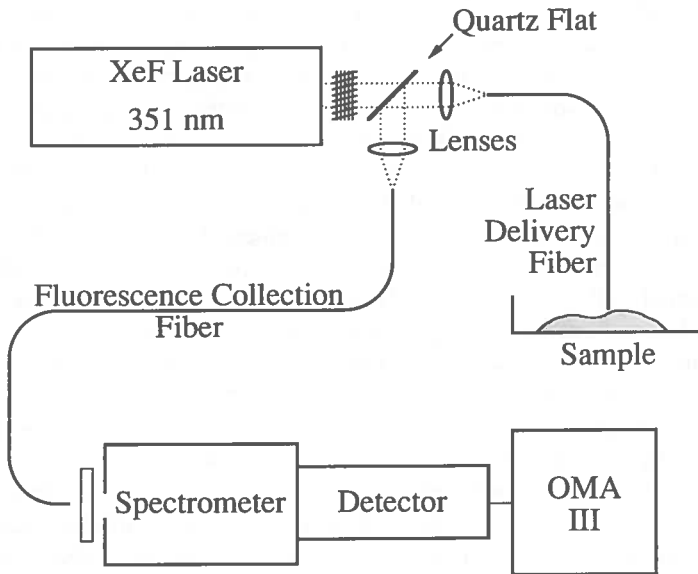 Quartz Flat
XeF Laser
351 nm
Lenses
Laser
Delivery
Fiber
Fluorescence Collection
Fiber
Sample
Spectrometer
Detector
OMA
III